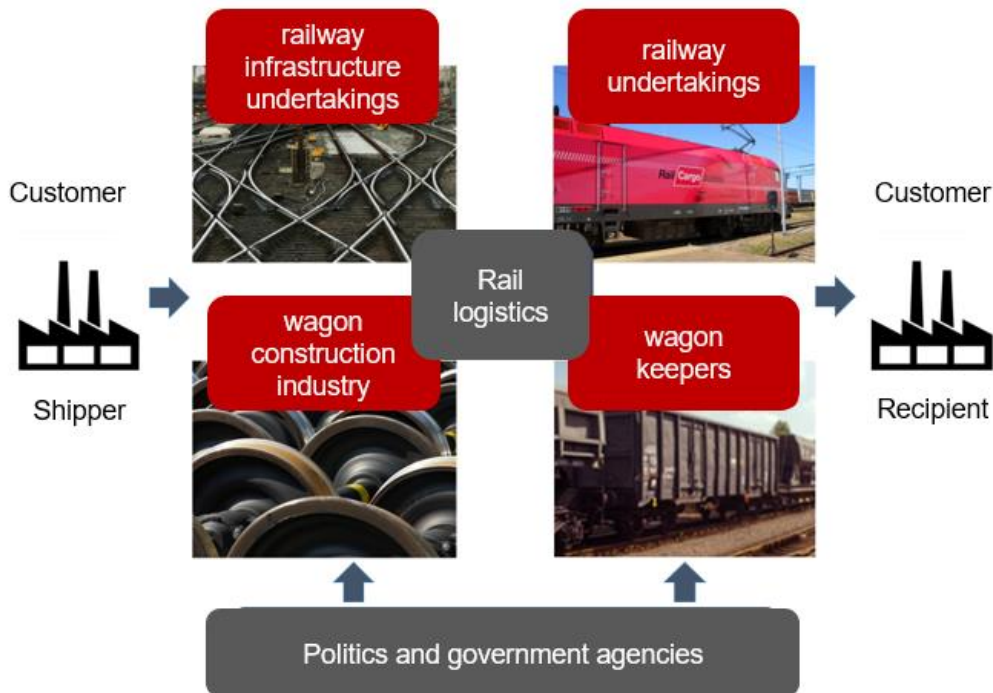 railway
infrastructure
undertakings
railway
undertakings
Customer
Rail Cargo
Customer
Rail
logistics
wagon
construction
industry
wagon
keepers
Shipper
Recipient
Politics and government agencies